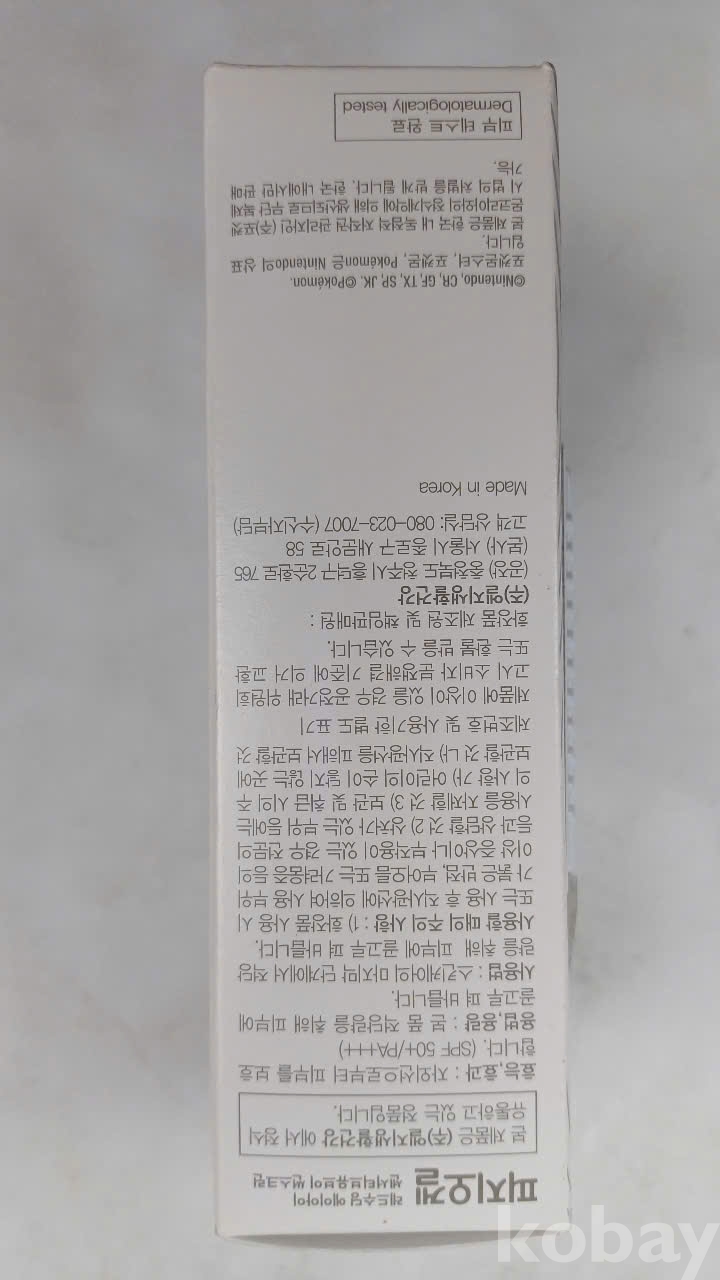 피지오겔
레드수딩 에이아이
센서티브유브이 썬스크린
본 제품은 (주)엘지생활건강 에서 정식
유통하고 있는 정품입니다.
효능,효과 : 자외선으로부터 피부를 보호
합니다. (SPF 50+/PA+++)
용법,용량 : 본 품 적당량을 취해 피부에
골고루 펴 바릅니다.
사용법 : 스킨케어의 마지막 단계에서 적당
량을 취해 피부에 골고루 펴 바릅니다.
사용할 때의 주의 사항 : 1) 화장품 사용 시
또는 사용 후 직사광선에 의하여 사용 부위
가 붉은 반점, 부어오름 또는 가려움증 등의
이상 증상이나 부작용이 있는 경우 전문의
등과 상담할 것 2) 상처가 있는 부위 등에는
사용을 자제할 것 3) 보관 및 취급 시의 주
의 사항 가) 어린이의 손이 닿지 않는 곳에
보관할 것 나) 직사광선을 피해서 보관할 것
제조번호 및 사용기한 별도 표기
제품에 이상이 있을 경우 공정거래 위원회
고시 소비자 분쟁해결 기준에 의거 교환
또는 환불 받을 수 있습니다.
화장품 제조원 및 책임판매원 :
(주)엘지생활건강
(공장) 충청북도 청주시 흥덕구 2순환로 765
(본사) 서울시 종로구 새문안로 58
고객 상담실: 080-023-7007 (수신자부담)
Made in Korea
©Nintendo, CR, GF, TX, SP, JK. ©Pokémon.
포켓몬스터, 포켓몬, Pokémon은 Nintendo의 상표
입니다.
본 제품은 한국 내 독점적 저작권 관리자인 (주)포켓
몬코리아와의 정식계약에 의해 생산되므로 무단 복제
시 법의 처벌을 받게 됩니다. 한국 내에서만 판매
가능.
피부 테스트 완료
Dermatologically tested
kobay